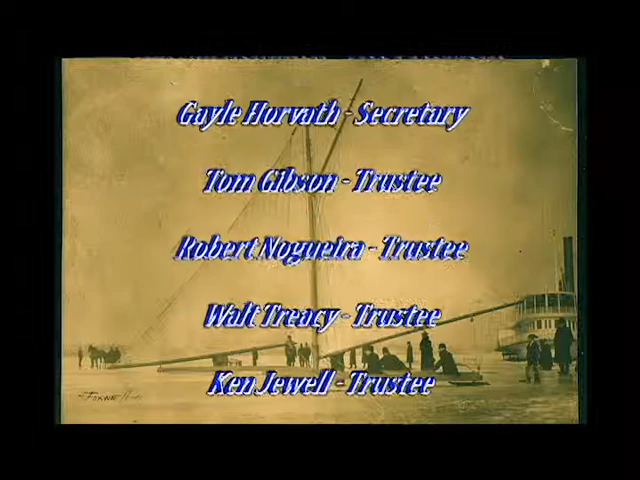 Gayle Horvath - Secretary
Tom Gibson - Trustee
Robert Nogueira - Trustee
Walt Treacy - Trustee
Ken Jewell - Trustee